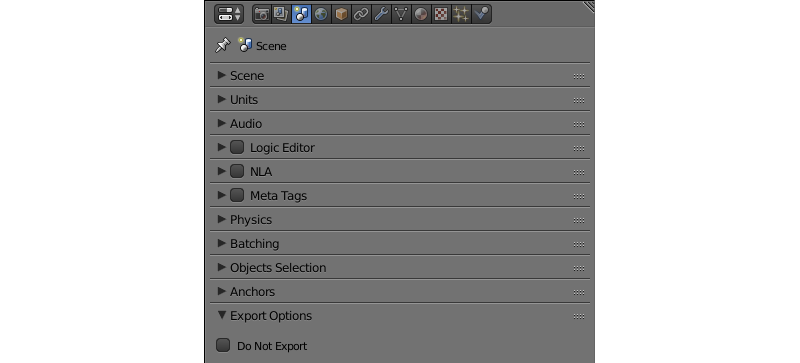 Scene
Scene
Units
Audio
Logic Editor
NLA
Meta Tags
Physics
Batching
Objects Selection
Anchors
Export Options
Do Not Export